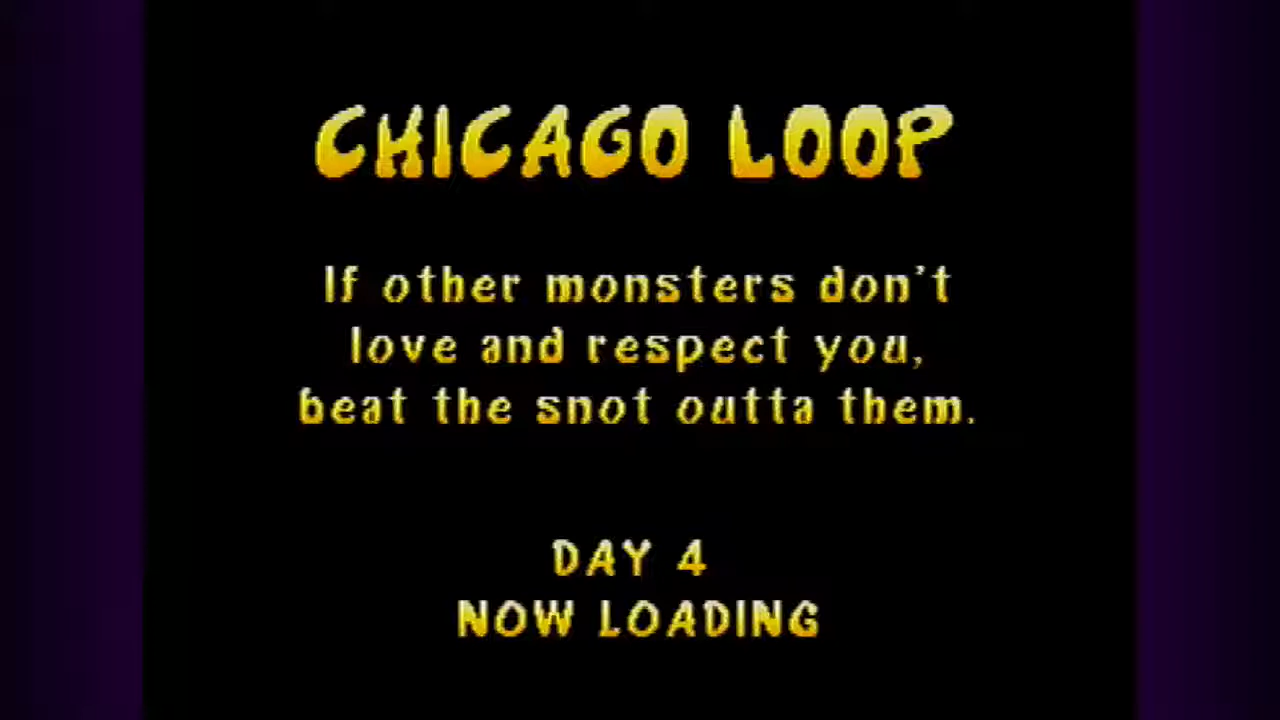 CHICAGO LOOP
If other monsters don't
love and respect you,
beat the snot outta them.
DAY 4
NOW LOADING